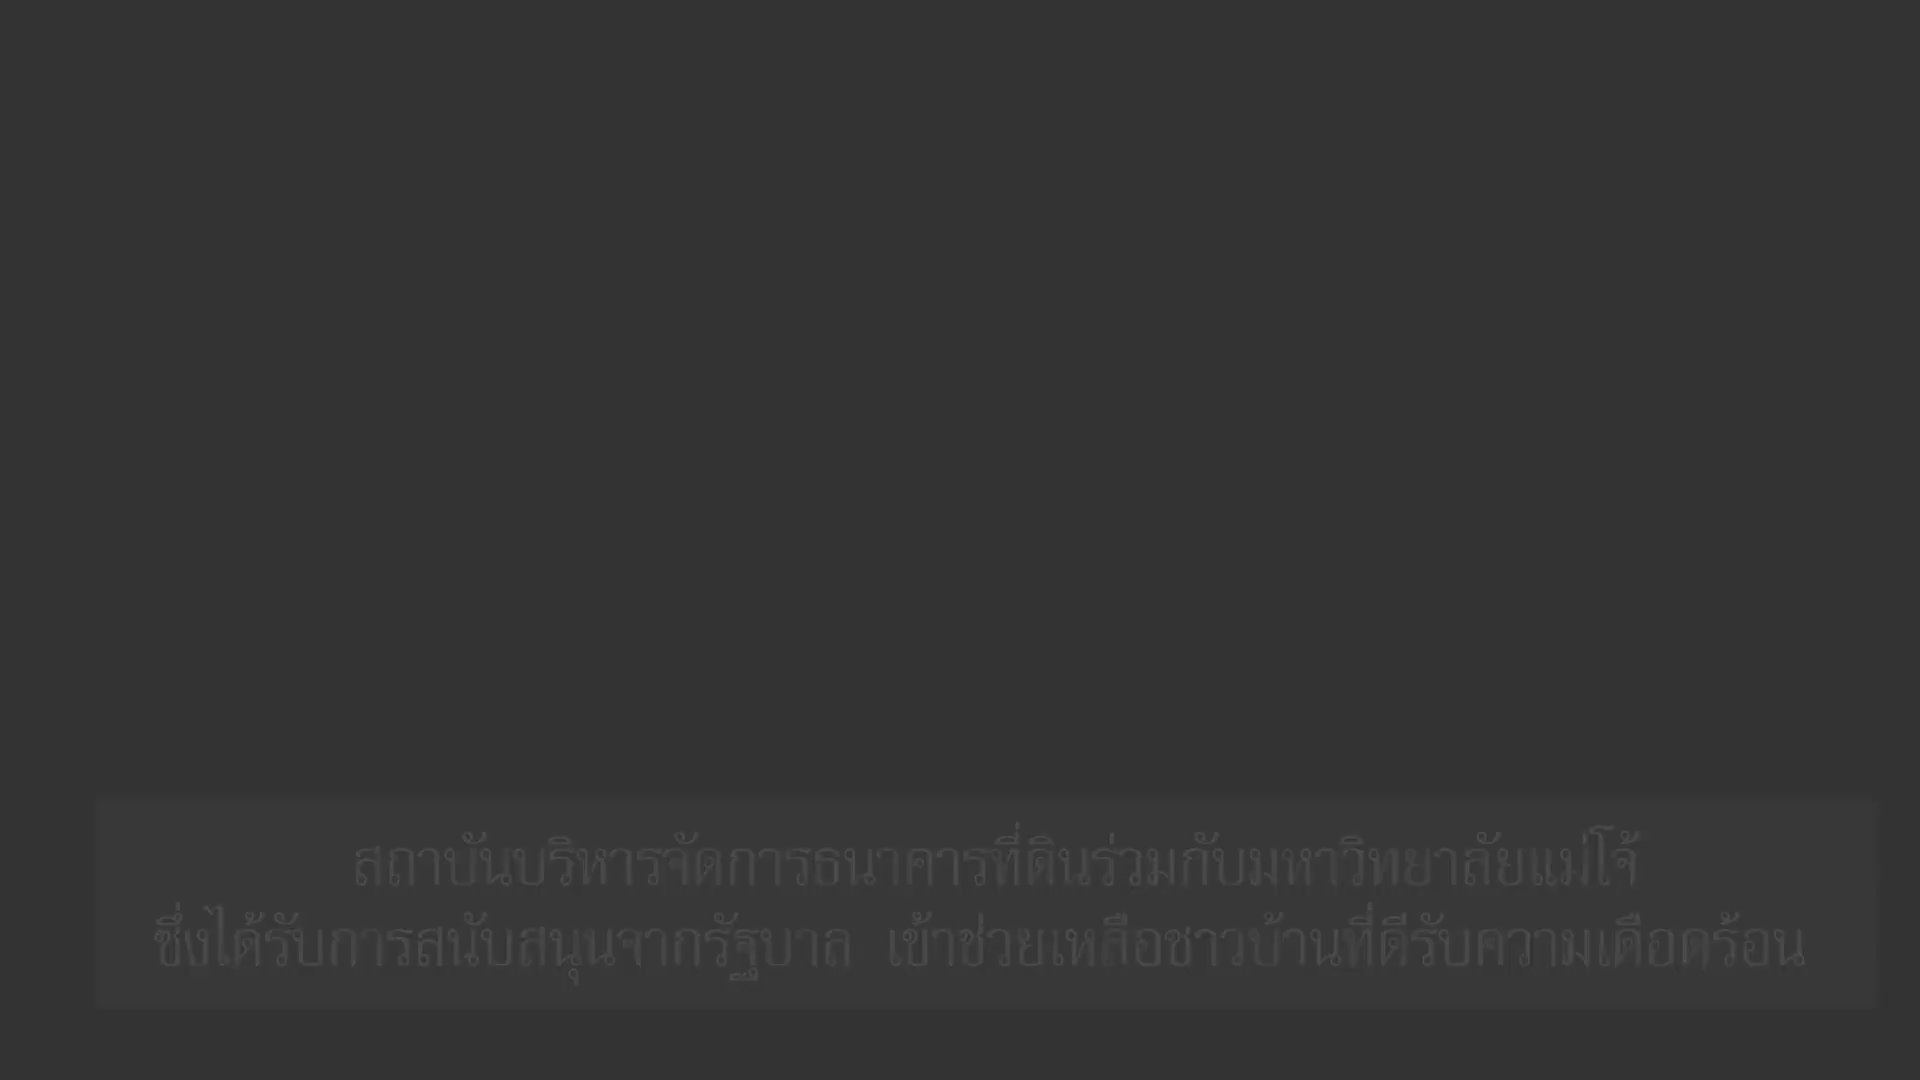 สถาบันบริหารจัดการธนาคารที่ดินร่วมกับมหาวิทยาลัยแม่โจ้
ซึ่งได้รับการสนับสนุนจากรัฐบาล เข้าช่วยเหลือชาวบ้านที่ดีรับความเดือดร้อน